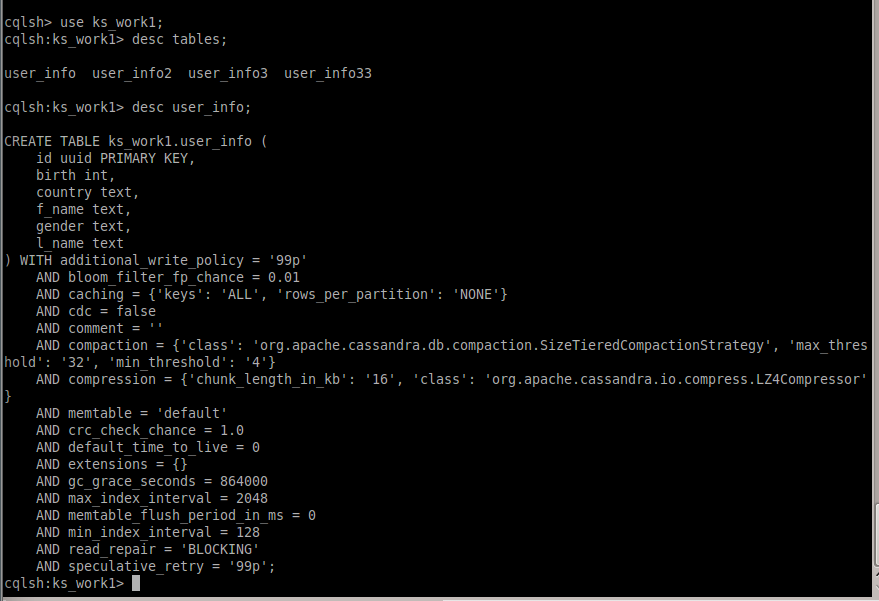 cqlsh> use ks_work1;
cqlsh:ks_work1> desc tables;
user_info  user_info2  user_info3  user_info33
cqlsh:ks_work1> desc user_info;
CREATE TABLE ks_work1.user_info (
    id uuid PRIMARY KEY,
    birth int,
    country text,
    f_name text,
    gender text,
    l_name text
) WITH additional_write_policy = '99p'
    AND bloom_filter_fp_chance = 0.01
    AND caching = {'keys': 'ALL', 'rows_per_partition': 'NONE'}
    AND cdc = false
    AND comment = ''
    AND compaction = {'class': 'org.apache.cassandra.db.compaction.SizeTieredCompactionStrategy', 'max_thres
hold': '32', 'min_threshold': '4'}
    AND compression = {'chunk_length_in_kb': '16', 'class': 'org.apache.cassandra.io.compress.LZ4Compressor'
}
    AND memtable = 'default'
    AND crc_check_chance = 1.0
    AND default_time_to_live = 0
    AND extensions = {}
    AND gc_grace_seconds = 864000
    AND max_index_interval = 2048
    AND memtable_flush_period_in_ms = 0
    AND min_index_interval = 128
    AND read_repair = 'BLOCKING'
    AND speculative_retry = '99p';
cqlsh:ks_work1>